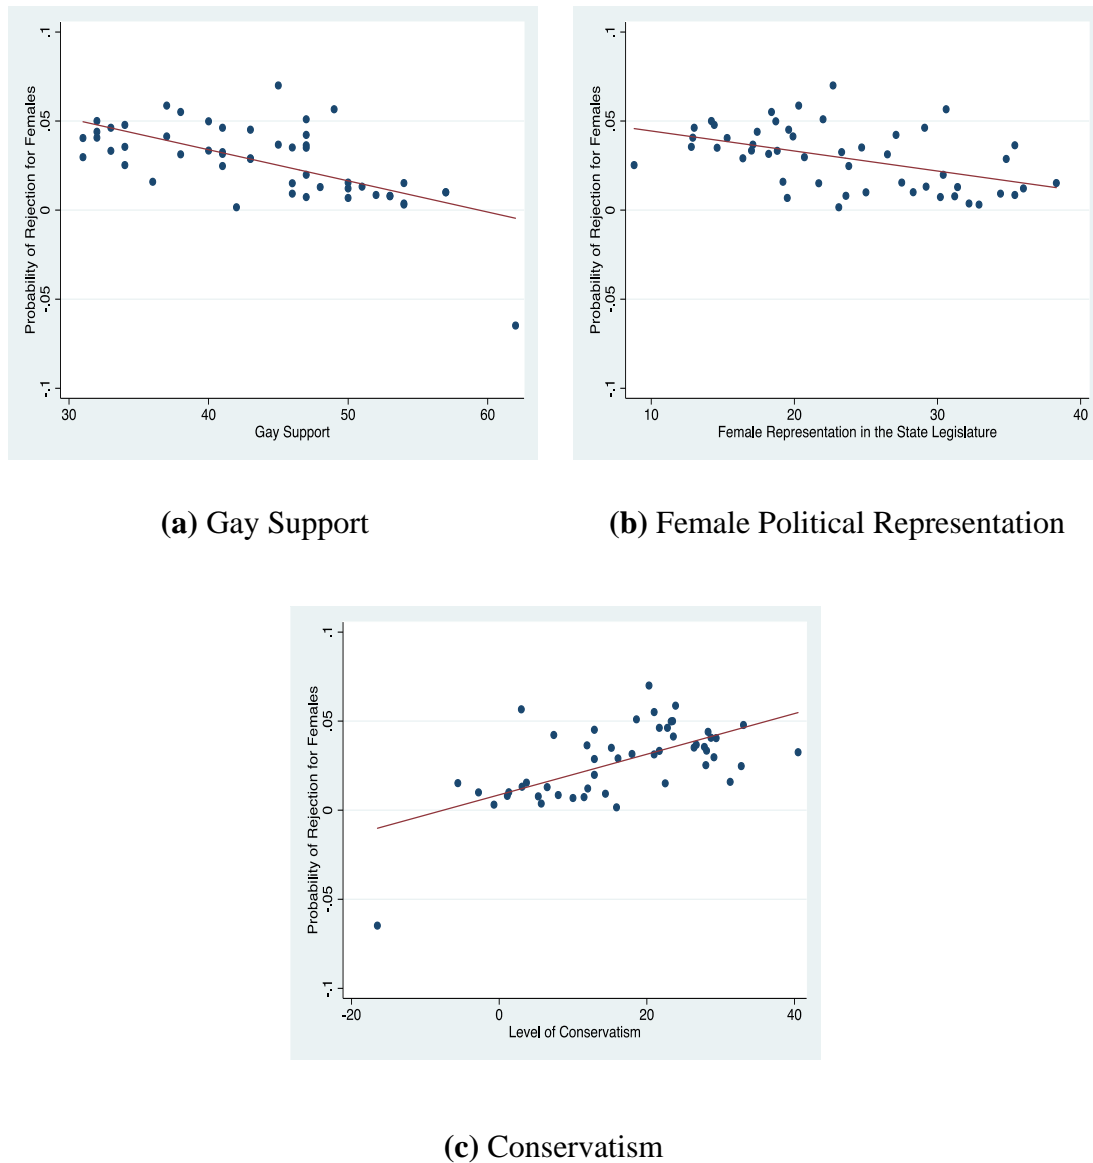 Probability of Rejection for Females
.1
.05
0
-.05
-.1
30 40 50 60
Gay Support
(a) Gay Support
Probability of Rejection for Females
.1
.05
0
-.05
-.1
10 20 30 40
Female Representation in the State Legislature
(b) Female Political Representation
Probability of Rejection for Females
.1
.05
0
-.05
-.1
-20 0 20 40
Level of Conservatism
(c) Conservatism